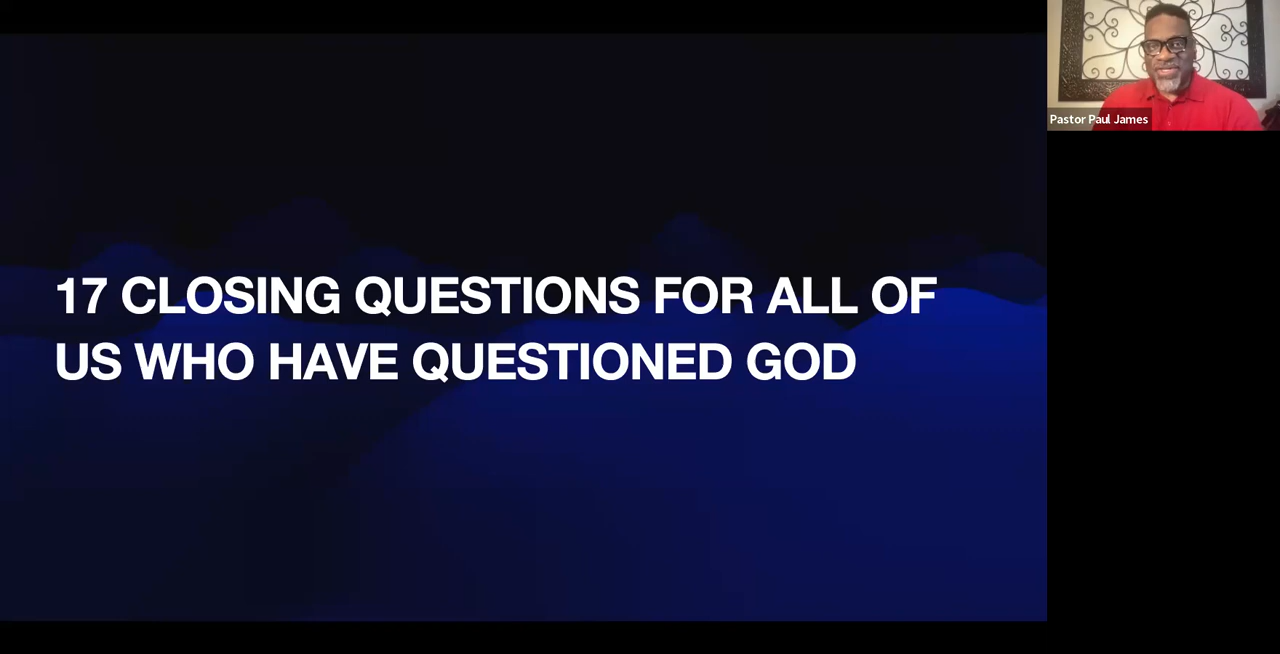 17 CLOSING QUESTIONS FOR ALL OF
US WHO HAVE QUESTIONED GOD
Pastor Paul James